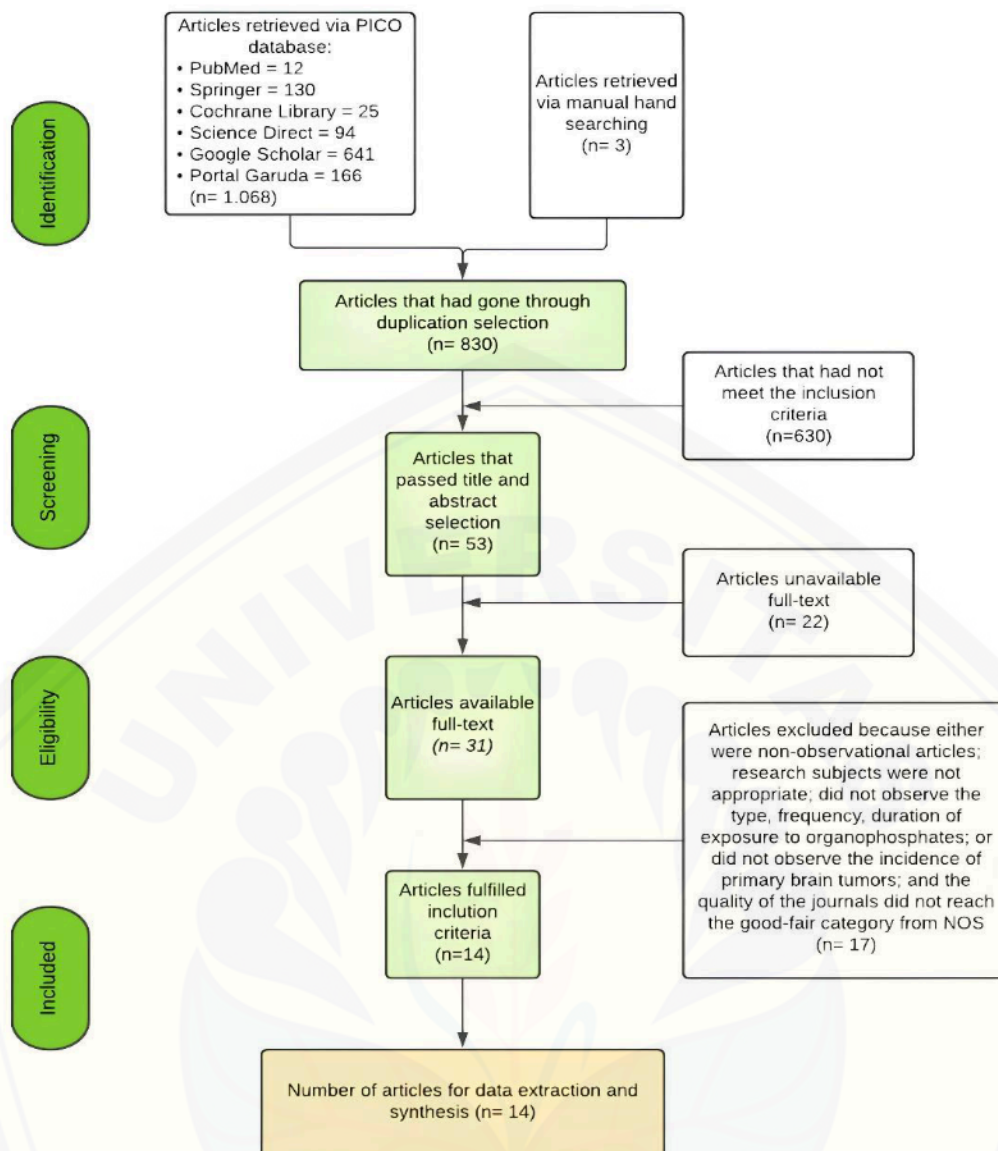 Articles retrieved via PICO
database:
• PubMed = 12
• Springer = 130
• Cochrane Library = 25
• Science Direct = 94
• Google Scholar = 641
• Portal Garuda = 166
(n= 1.068)
Articles retrieved
via manual hand
searching
(n= 3)
Identification
Articles that had gone through
duplication selection
(n= 830)
Articles that had not
meet the inclusion
criteria
(n=630)
Screening
Articles that
passed title and
abstract
selection
(n= 53)
Articles unavailable
full-text
(n= 22)
Eligibility
Articles available
full-text
(n= 31)
Articles excluded because either
were non-observational articles;
research subjects were not
appropriate; did not observe the
type, frequency, duration of
exposure to organophosphates; or
did not observe the incidence of
primary brain tumors; and the
quality of the journals did not reach
the good-fair category from NOS
(n= 17)
Included
Articles fulfilled
inclution
criteria
(n=14)
Number of articles for data extraction and
synthesis (n= 14)
UNIVERSITA